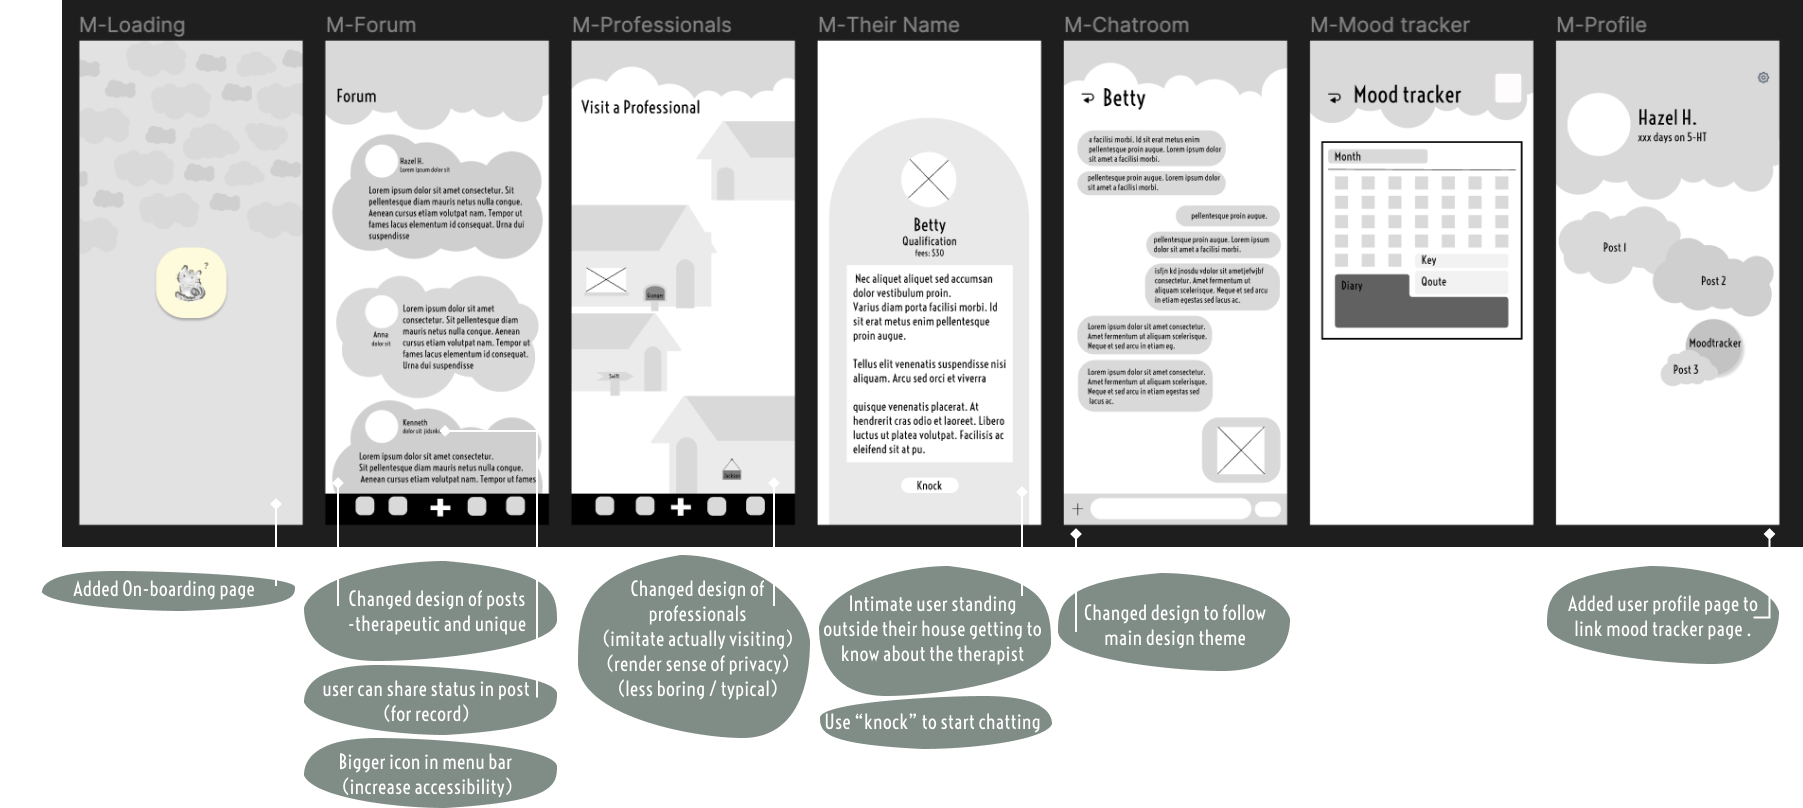 M-Loading
M-Forum
M-Professionals
M-Their Name
M-Chatroom
M-Mood tracker
M-Profile
?
Forum
Hazel H.
Lorem ipsum dolor sit
Lorem ipsum dolor sit amet consectetur. Sit
pellentesque diam mauris netus nulla congue.
Aenean cursus etiam volutpat nam. Tempor ut
fames lacus elementum id consequat. Urna dui
suspendisse
Anna
dolor sit
Lorem ipsum dolor sit amet
consectetur. Sit pellentesque diam
mauris netus nulla congue. Aenean
cursus etiam volutpat nam. Tempor ut
fames lacus elementum id consequat.
Urna dui suspendisse
Kenneth
dolor sit
Lorem ipsum dolor sit amet consectetur.
Sit pellentesque diam mauris netus nulla congue.
Aenean cursus etiam volutpat nam. Tempor ut fames
Visit a Professional
Swift
Betty
Qualification
fees: $30
Nec aliquet aliquet sed accumsan
dolor vestibulum proin.
Varius diam porta facilisi morbi. Id
sit erat metus enim pellentesque
proin augue.
Tellus elit venenatis suspendisse nisi
aliquam. Arcu sed orci et viverra
quisque venenatis placerat. At
hendrerit cras odio et laoreet. Libero
luctus ut platea volutpat. Facilisis ac
eleifend sit at pu.
Knock
Betty
a facilisi morbi. Id sit erat metus enim
pellentesque proin augue. Lorem ipsum dolor
sit amet a facilisi morbi.
pellentesque proin augue. Lorem ipsum dolor
sit amet a facilisi morbi.
pellentesque proin augue.
pellentesque proin augue. Lorem ipsum
dolor sit amet a facilisi morbi.
isljn kd jnosdu vdolor sit ametjefwjbf
consectetur. Amet fermentum ut
aliquam scelerisque. Neque et sed arcu
in etiam egestas sed lacus ac.
Lorem ipsum dolor sit amet consectetur.
Amet fermentum ut aliquam scelerisque.
Neque et sed arcu in etiam eg.
Lorem ipsum dolor sit amet consectetur.
Amet fermentum ut aliquam scelerisque.
Neque et sed arcu in etiam egestas sed
lacus ac.
Mood tracker
Month
Key
Qoute
Diary
Hazel H.
xxx days on 5-HT
Post 1
Post 2
Moodtracker
Post 3
Added On-boarding page
Changed design of posts
-therapeutic and unique
user can share status in post
(for record)
Bigger icon in menu bar
(increase accessibility)
Changed design of
professionals
(imitate actually visiting)
(render sense of privacy)
(less boring / typical)
Intimate user standing
outside their house getting to
know about the therapist
Use “knock” to start chatting
Changed design to follow
main design theme
Added user profile page to
link mood tracker page .